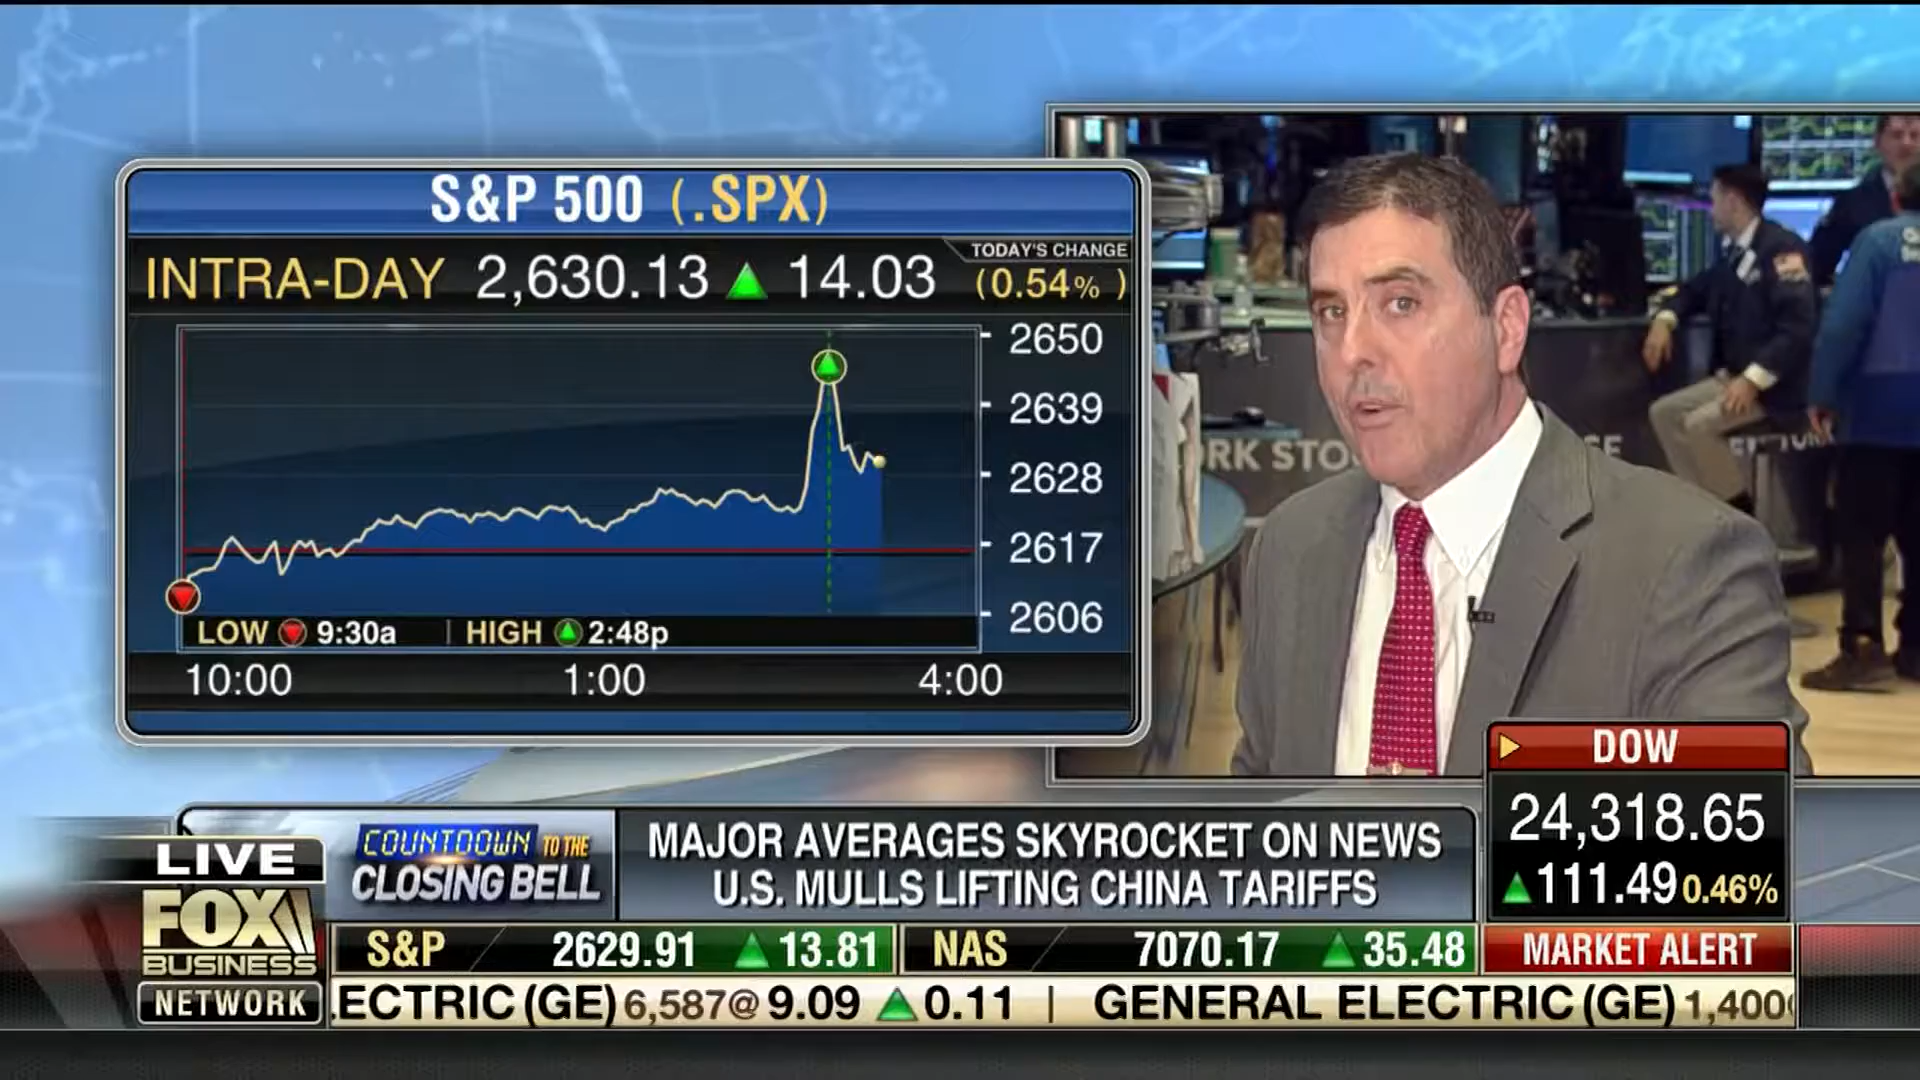 S&P 500 (.SPX)
INTRA-DAY 2,630.13 14.03
TODAY'S CHANGE
(0.54%)
2650
2639
2628
2617
2606
LOW 9:30a | HIGH 2:48p
10:00 1:00 4:00
RK STO
DOW
24,318.65
111.49 0.46%
MARKET ALERT
COUNTDOWN TO THE
CLOSING BELL
MAJOR AVERAGES SKYROCKET ON NEWS
U.S. MULLS LIFTING CHINA TARIFFS
LIVE
FOX
BUSINESS
NETWORK
S&P 2629.91 13.81 NAS 7070.17 35.48
ECTRIC (GE) 6,587@ 9.09 0.11 | GENERAL ELECTRIC (GE) 1,400